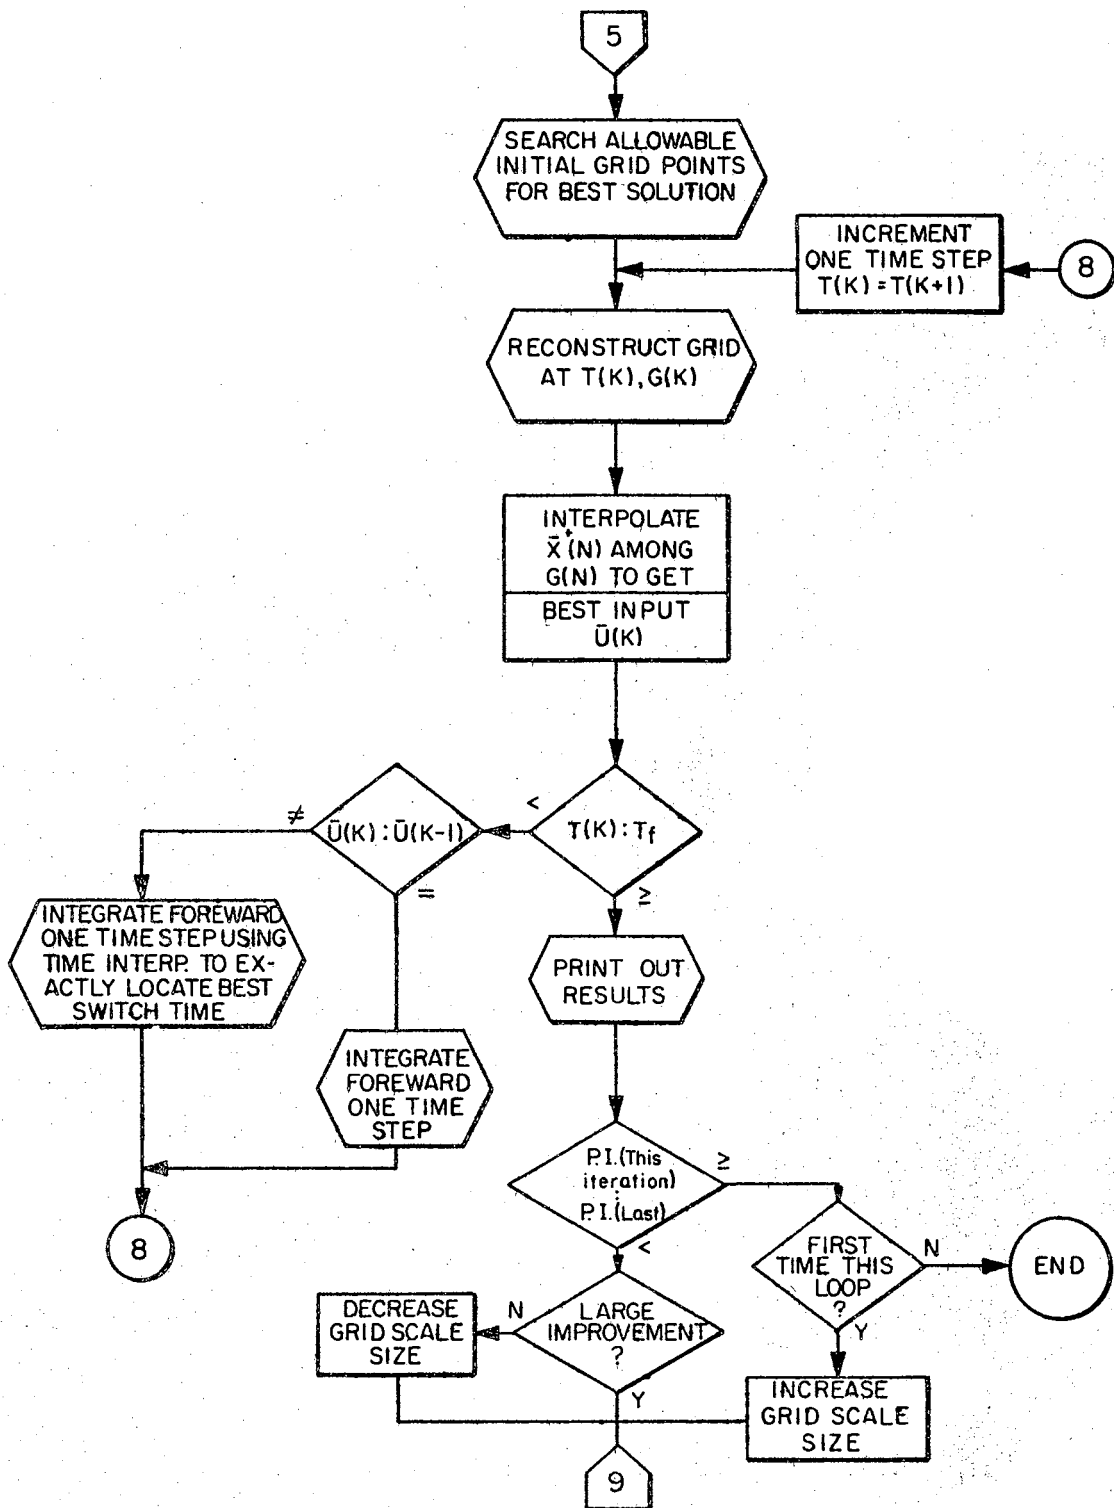 5
SEARCH ALLOWABLE
INITIAL GRID POINTS
FOR BEST SOLUTION
INCREMENT
ONE TIME STEP
T(K) = T(K+1)
8
RECONSTRUCT GRID
AT T(K), G(K)
INTERPOLATE
X̄⁺(N) AMONG
G(N) TO GET
BEST INPUT
Ū(K)
T(K) : Tf
<
≥
Ū(K) : Ū(K-1)
≠
=
INTEGRATE FOREWARD
ONE TIME STEP USING
TIME INTERP. TO EX-
ACTLY LOCATE BEST
SWITCH TIME
INTEGRATE
FOREWARD
ONE TIME
STEP
8
PRINT OUT
RESULTS
P.I. (This
iteration)
:
P.I. (Last)
≥
<
FIRST
TIME THIS
LOOP
?
N
END
Y
LARGE
IMPROVEMENT
?
N
DECREASE
GRID SCALE
SIZE
Y
INCREASE
GRID SCALE
SIZE
9